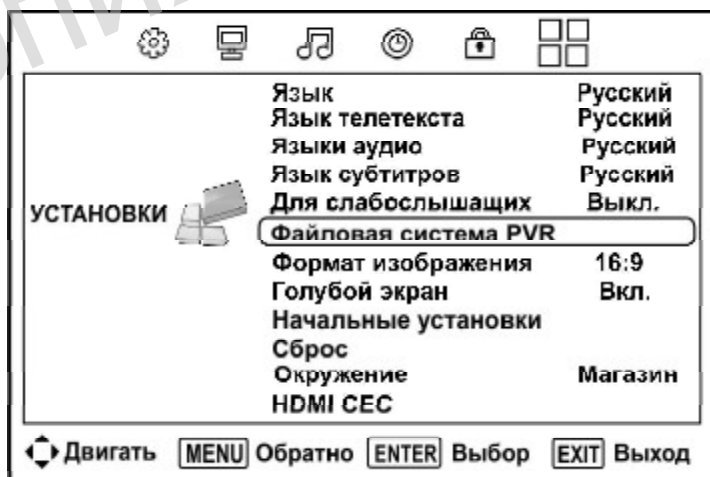 Язык Русский
Язык телетекста Русский
Языки аудио Русский
Язык субтитров Русский
УСТАНОВКИ
Для слабослышащих Выкл.
Файловая система PVR
Формат изображения 16:9
Голубой экран Вкл.
Начальные установки
Сброс
Окружение Магазин
HDMI CEC
Двигать MENU Обратно ENTER Выбор EXIT Выход